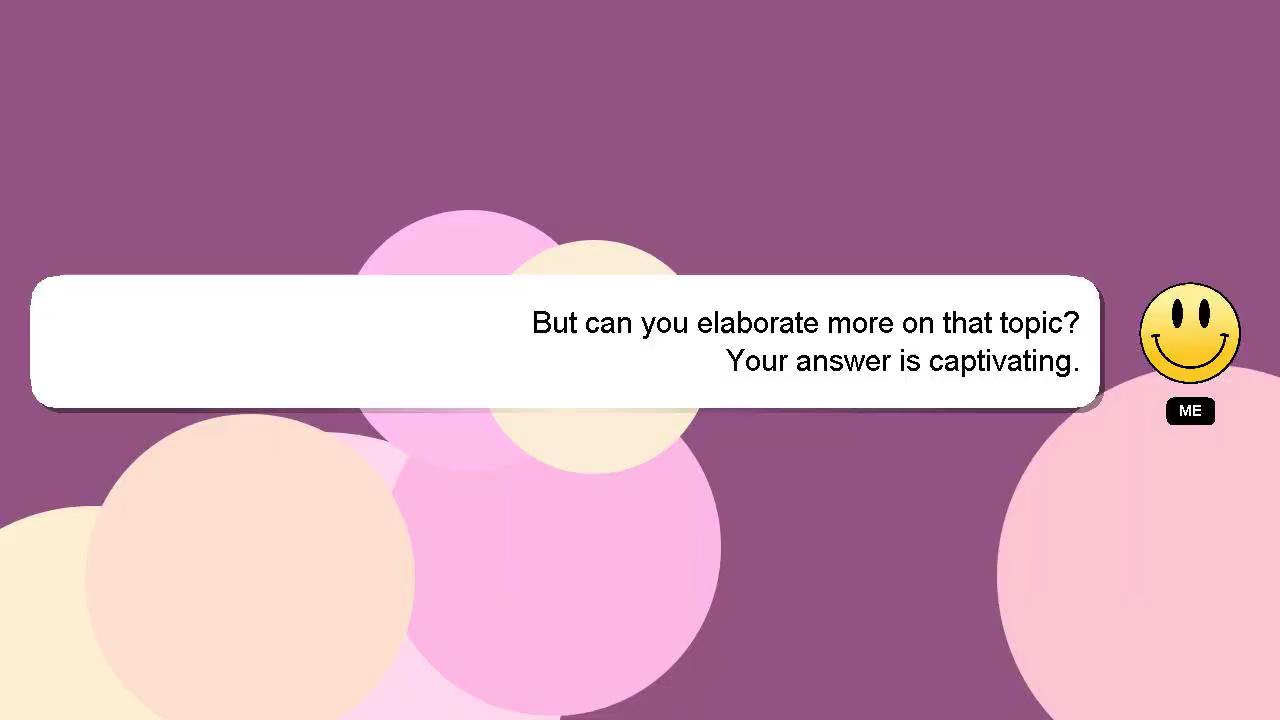 But can you elaborate more on that topic?
Your answer is captivating.
ME